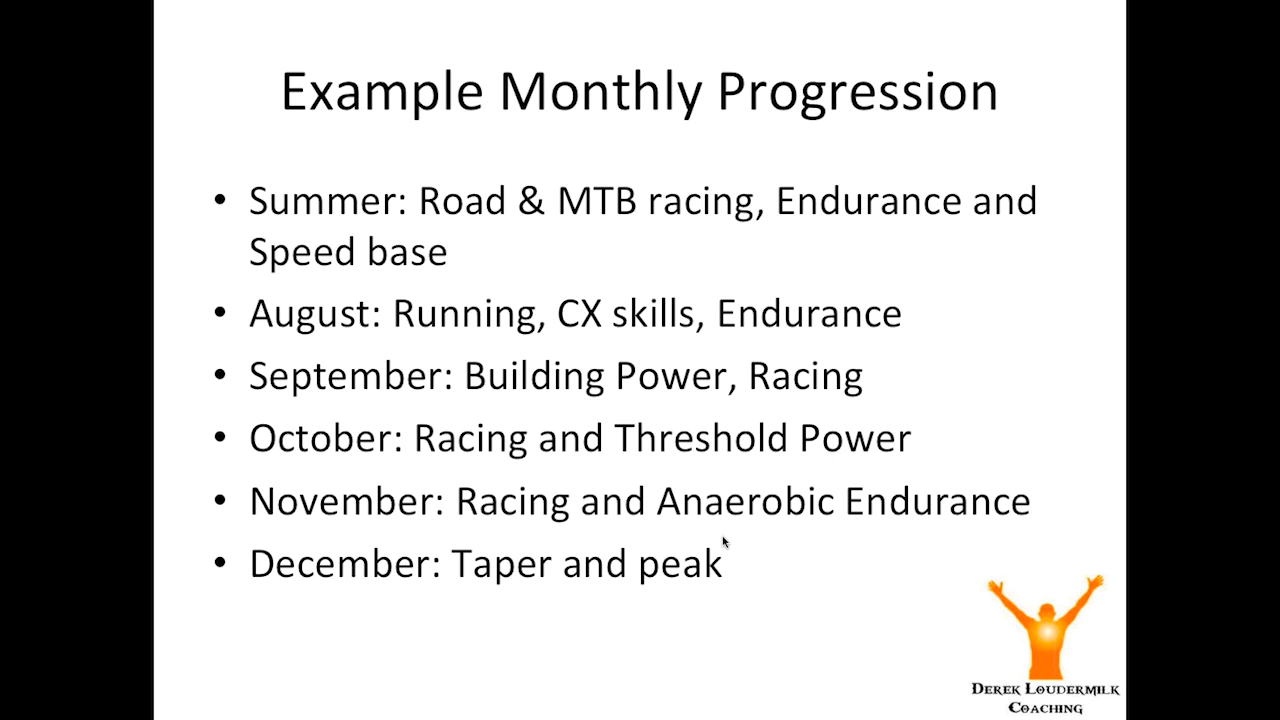 Example Monthly Progression
• Summer: Road & MTB racing, Endurance and
Speed base
• August: Running, CX skills, Endurance
• September: Building Power, Racing
• October: Racing and Threshold Power
• November: Racing and Anaerobic Endurance
• December: Taper and peak
Derek Loudermilk
Coaching